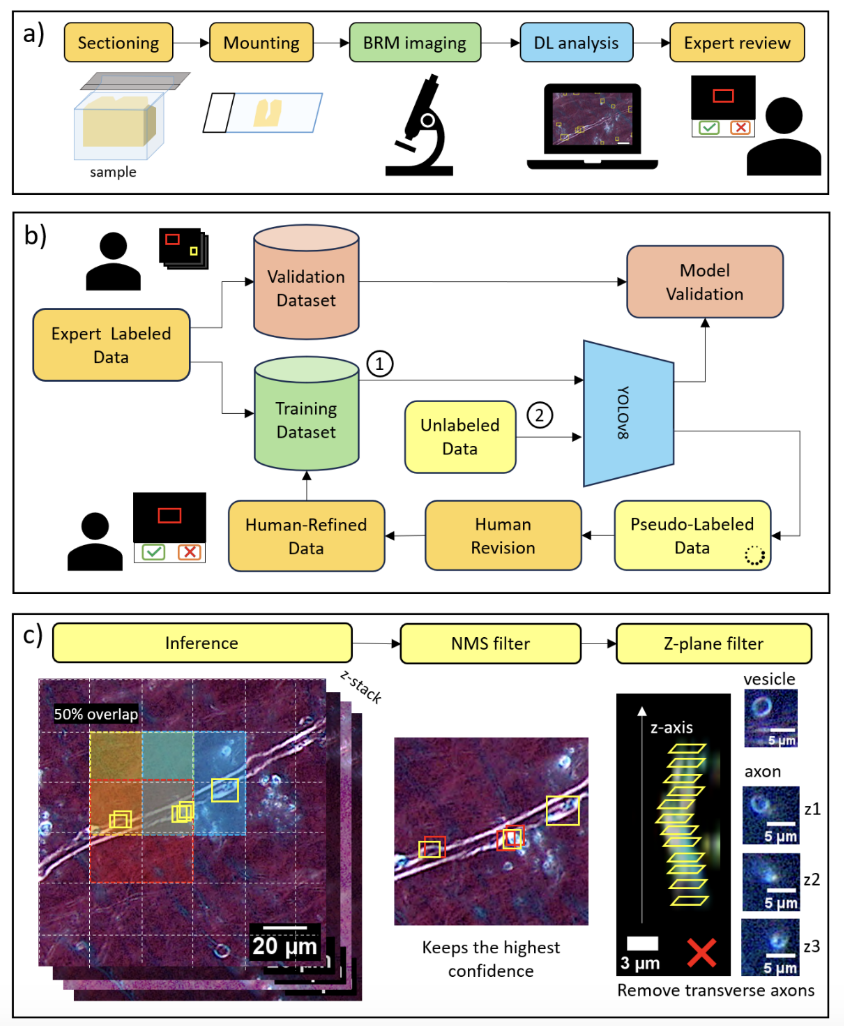 a)
Sectioning
Mounting
BRM imaging
DL analysis
Expert review
sample
b)
Validation
Dataset
Model
Validation
Expert Labeled
Data
1
Training
Dataset
Unlabeled
Data
2
YOLOv8
Human-Refined
Data
Human
Revision
Pseudo-Labeled
Data
c)
Inference
NMS filter
Z-plane filter
z-stack
50% overlap
20 µm
Keeps the highest
confidence
z-axis
3 µm
Remove transverse axons
vesicle
5 µm
axon
z1
5 µm
z2
5 µm
z3
5 µm